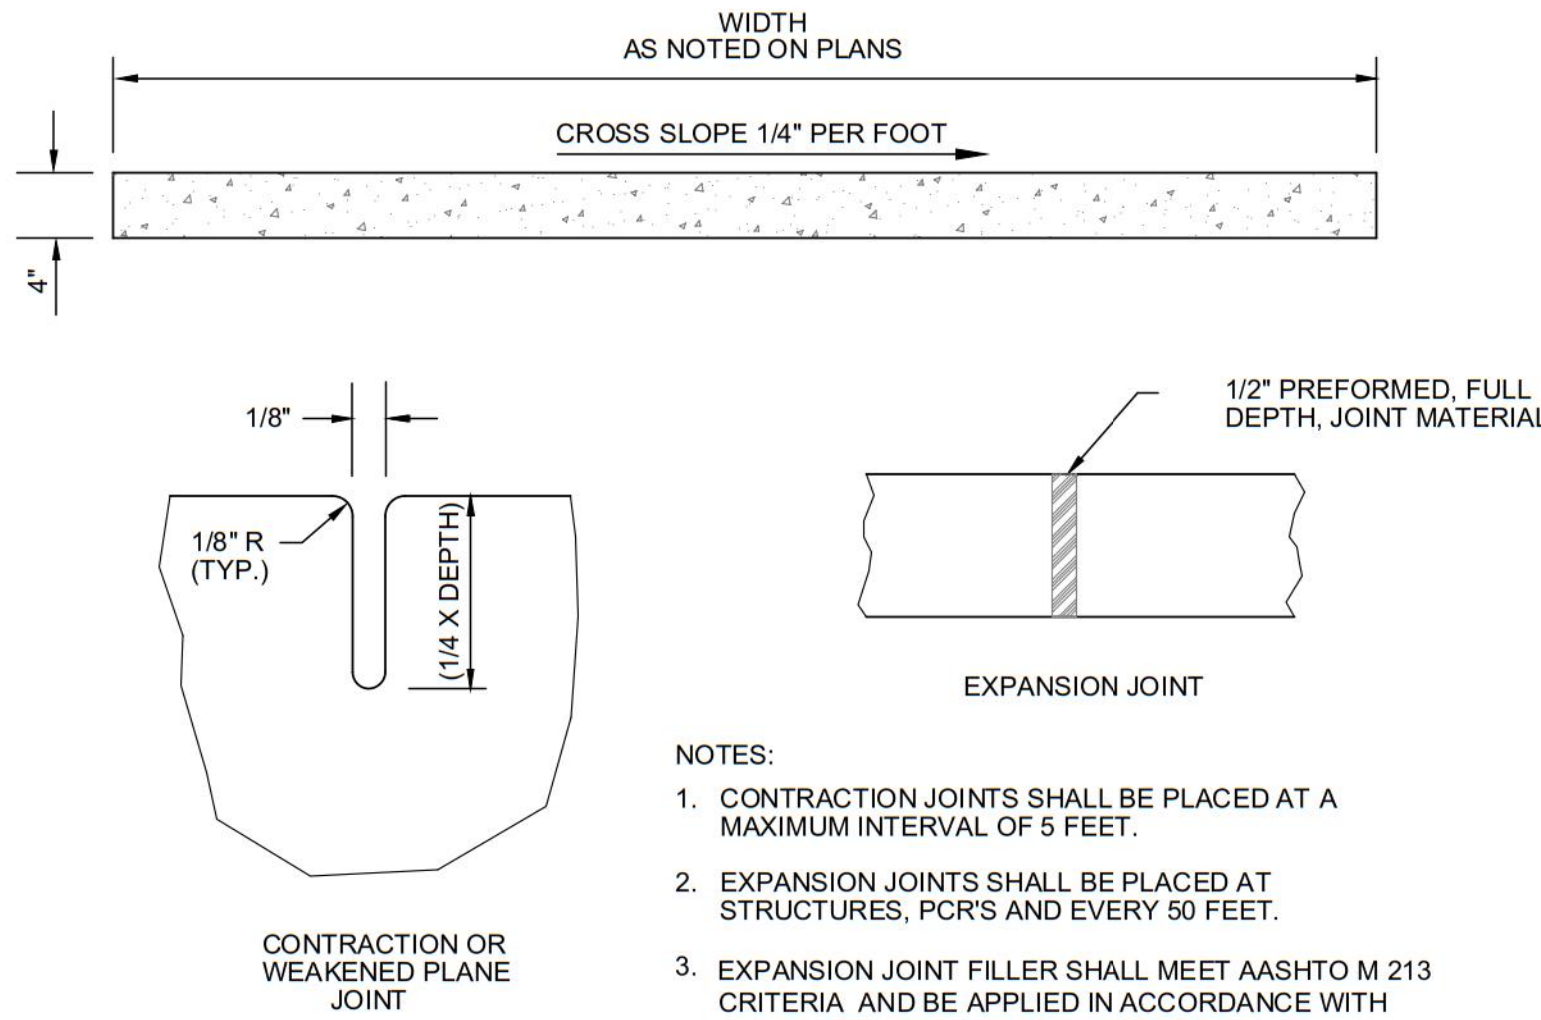 WIDTH
AS NOTED ON PLANS
CROSS SLOPE 1/4" PER FOOT
4"
1/8"
1/8" R
(TYP.)
(1/4 X DEPTH)
CONTRACTION OR
WEAKENED PLANE
JOINT
1/2" PREFORMED, FULL
DEPTH, JOINT MATERIAL
EXPANSION JOINT
NOTES:
1. CONTRACTION JOINTS SHALL BE PLACED AT A
MAXIMUM INTERVAL OF 5 FEET.
2. EXPANSION JOINTS SHALL BE PLACED AT
STRUCTURES, PCR'S AND EVERY 50 FEET.
3. EXPANSION JOINT FILLER SHALL MEET AASHTO M 213
CRITERIA AND BE APPLIED IN ACCORDANCE WITH